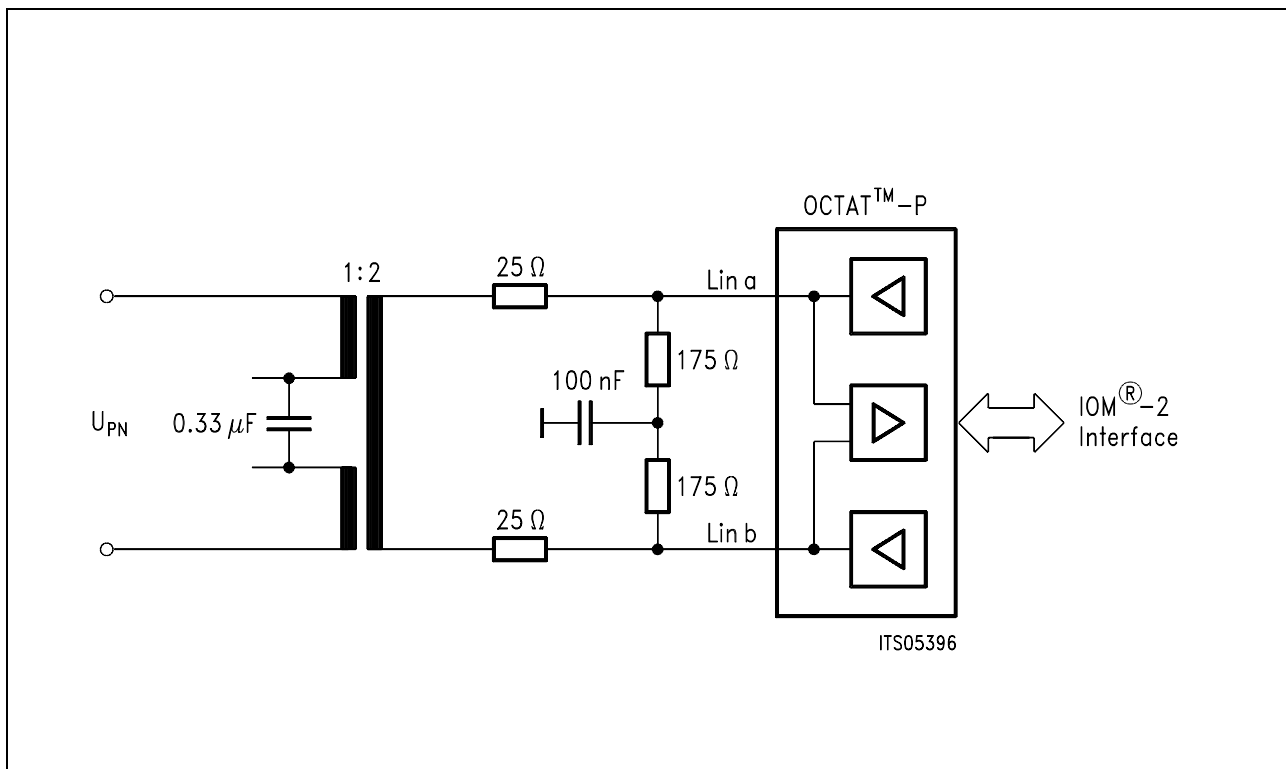 OCTAT™-P
1:2
25 Ω
Lin a
175 Ω
100 nF
U_PN
0.33 μF
IOM®-2
Interface
175 Ω
25 Ω
Lin b
ITS05396